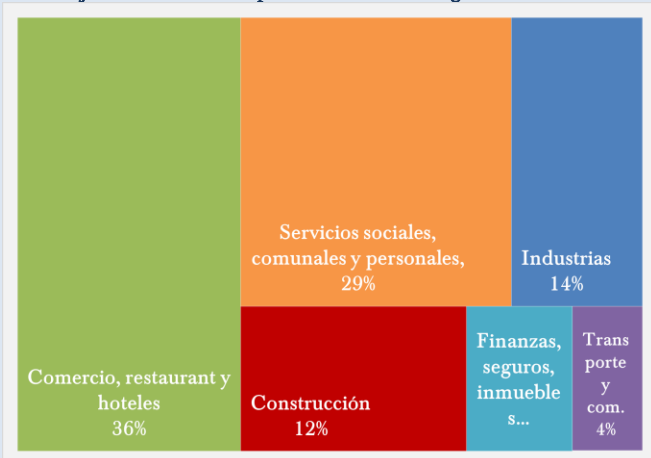 Servicios sociales,
comunales y personales,
29%
Industrias
14%
Comercio, restaurant y
hoteles
36%
Construcción
12%
Finanzas,
seguros,
inmueble
s...
Trans
porte
y
com.
4%